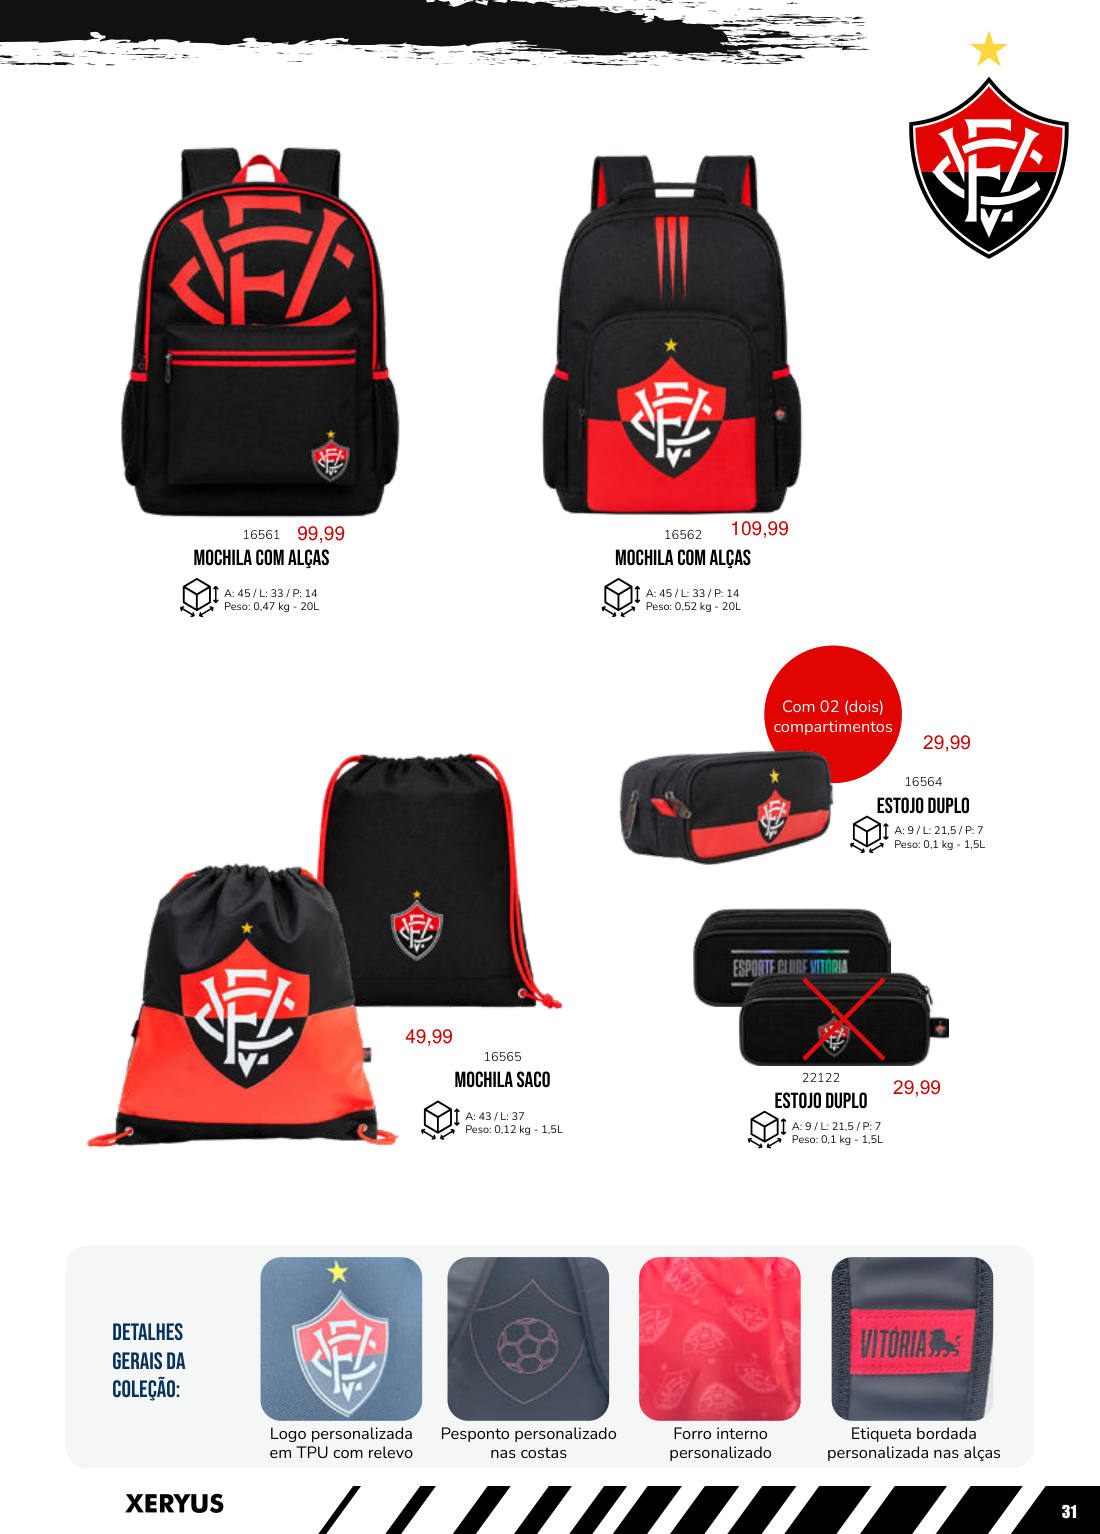 16561 99,99
MOCHILA COM ALÇAS
A: 45 / L: 33 / P: 14
Peso: 0,47 kg - 20L
16562 109,99
MOCHILA COM ALÇAS
A: 45 / L: 33 / P: 14
Peso: 0,52 kg - 20L
Com 02 (dois)
compartimentos
29,99
16564
ESTOJO DUPLO
A: 9 / L: 21,5 / P: 7
Peso: 0,1 kg - 1,5L
49,99
16565
MOCHILA SACO
A: 43 / L: 37
Peso: 0,12 kg - 1,5L
ESPORTE CLUBE VITÓRIA
22122
29,99
ESTOJO DUPLO
A: 9 / L: 21,5 / P: 7
Peso: 0,1 kg - 1,5L
DETALHES
GERAIS DA
COLEÇÃO:
VITÓRIA
Logo personalizada
em TPU com relevo
Pesponto personalizado
nas costas
Forro interno
personalizado
Etiqueta bordada
personalizada nas alças
XERYUS
31